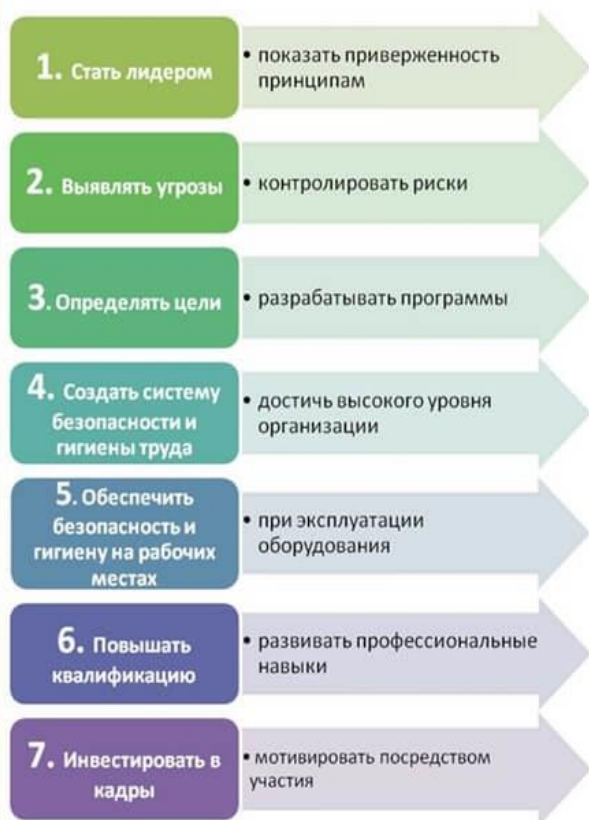 1. Стать лидером
• показать приверженность
принципам
2. Выявлять угрозы
• контролировать риски
3. Определять цели
• разрабатывать программы
4. Создать систему
безопасности и
гигиены труда
• достичь высокого уровня
организации
5. Обеспечить
безопасность и
гигиену на рабочих
местах
• при эксплуатации
оборудования
6. Повышать
квалификацию
• развивать профессиональные
навыки
7. Инвестировать в
кадры
• мотивировать посредством
участия